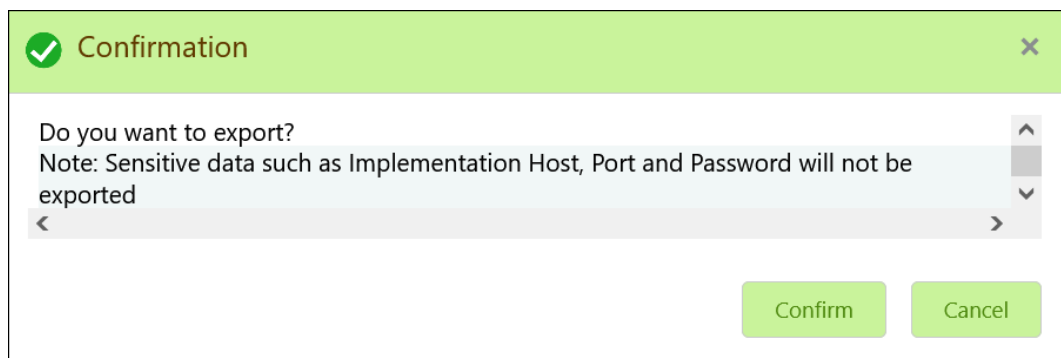 Confirmation
Do you want to export?
Note: Sensitive data such as Implementation Host, Port and Password will not be
exported
Confirm
Cancel